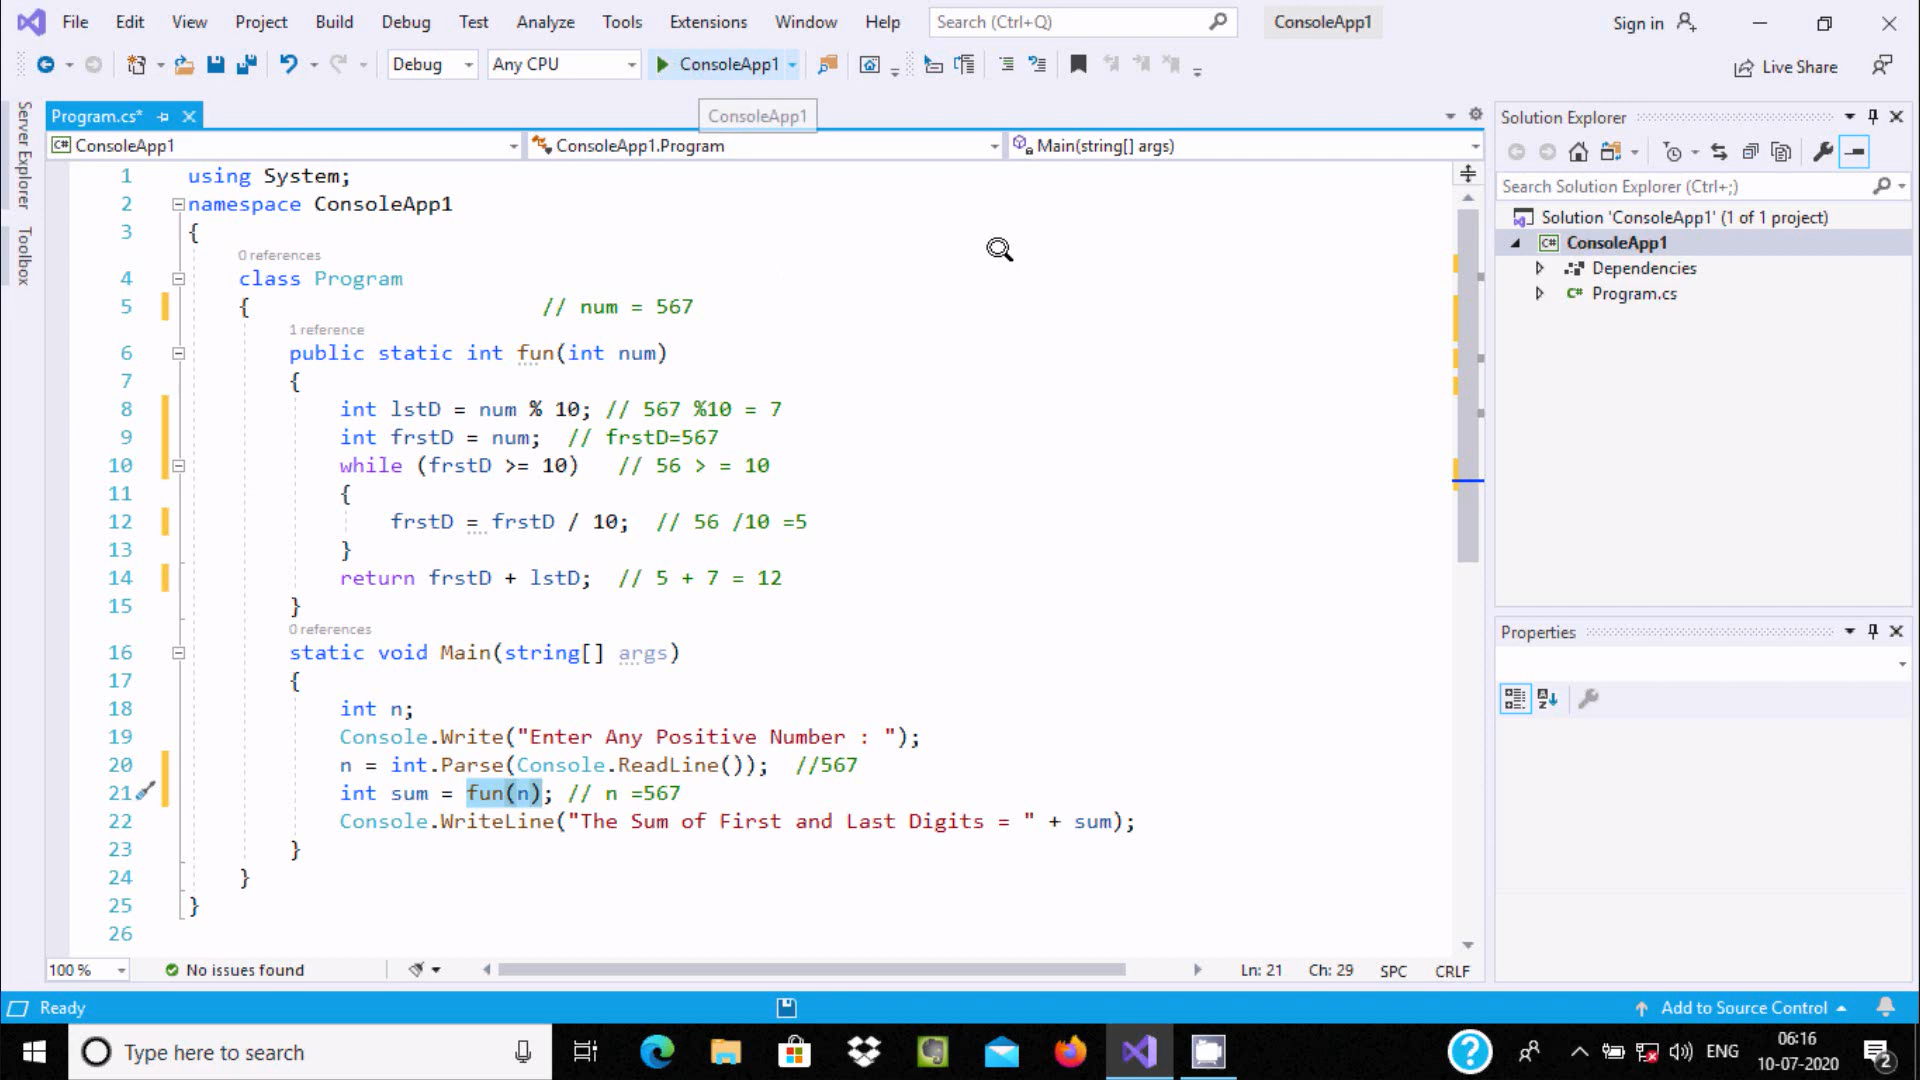 File Edit View Project Build Debug Test Analyze Tools Extensions Window Help Search (Ctrl+Q) ConsoleApp1 Sign in
Debug Any CPU ConsoleApp1 Live Share
Server Explorer
Toolbox
Program.cs* ConsoleApp1
ConsoleApp1 ConsoleApp1.Program Main(string[] args)
1 using System;
2 namespace ConsoleApp1
3 {
0 references
4 class Program
5 { // num = 567
1 reference
6 public static int fun(int num)
7 {
8 int lstD = num % 10; // 567 %10 = 7
9 int frstD = num; // frstD=567
10 while (frstD >= 10) // 56 > = 10
11 {
12 frstD = frstD / 10; // 56 /10 =5
13 }
14 return frstD + lstD; // 5 + 7 = 12
15 }
0 references
16 static void Main(string[] args)
17 {
18 int n;
19 Console.Write("Enter Any Positive Number : ");
20 n = int.Parse(Console.ReadLine()); //567
21 int sum = fun(n); // n =567
22 Console.WriteLine("The Sum of First and Last Digits = " + sum);
23 }
24 }
25 }
26
100 % No issues found Ln: 21 Ch: 29 SPC CRLF
Solution Explorer
Search Solution Explorer (Ctrl+;)
Solution 'ConsoleApp1' (1 of 1 project)
C# ConsoleApp1
Dependencies
C# Program.cs
Properties
Ready Add to Source Control
Type here to search ENG 06:16
10-07-2020 2